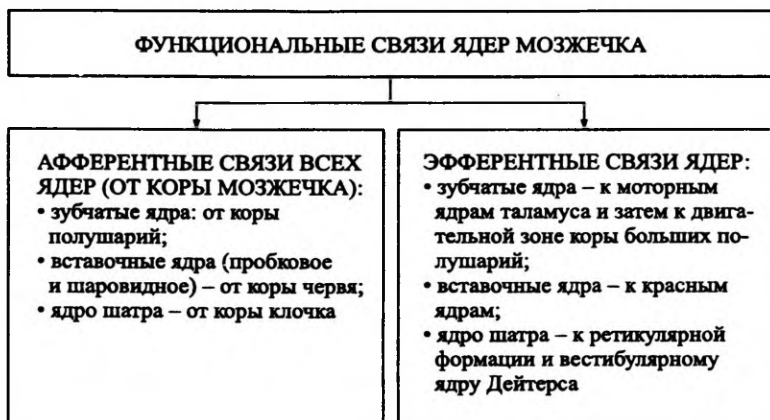 ФУНКЦИОНАЛЬНЫЕ СВЯЗИ ЯДЕР МОЗЖЕЧКА
АФФЕРЕНТНЫЕ СВЯЗИ ВСЕХ
ЯДЕР (ОТ КОРЫ МОЗЖЕЧКА):
• зубчатые ядра: от коры
полушарий;
• вставочные ядра (пробковое
и шаровидное) – от коры червя;
• ядро шатра – от коры клочка
ЭФФЕРЕНТНЫЕ СВЯЗИ ЯДЕР:
• зубчатые ядра – к моторным
ядрам таламуса и затем к двига-
тельной зоне коры больших по-
лушарий;
• вставочные ядра – к красным
ядрам;
• ядро шатра – к ретикулярной
формации и вестибулярному
ядру Дейтерса